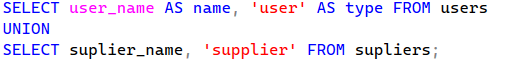 SELECT user_name AS name, 'user' AS type FROM users
UNION
SELECT suplier_name, 'supplier' FROM supliers;